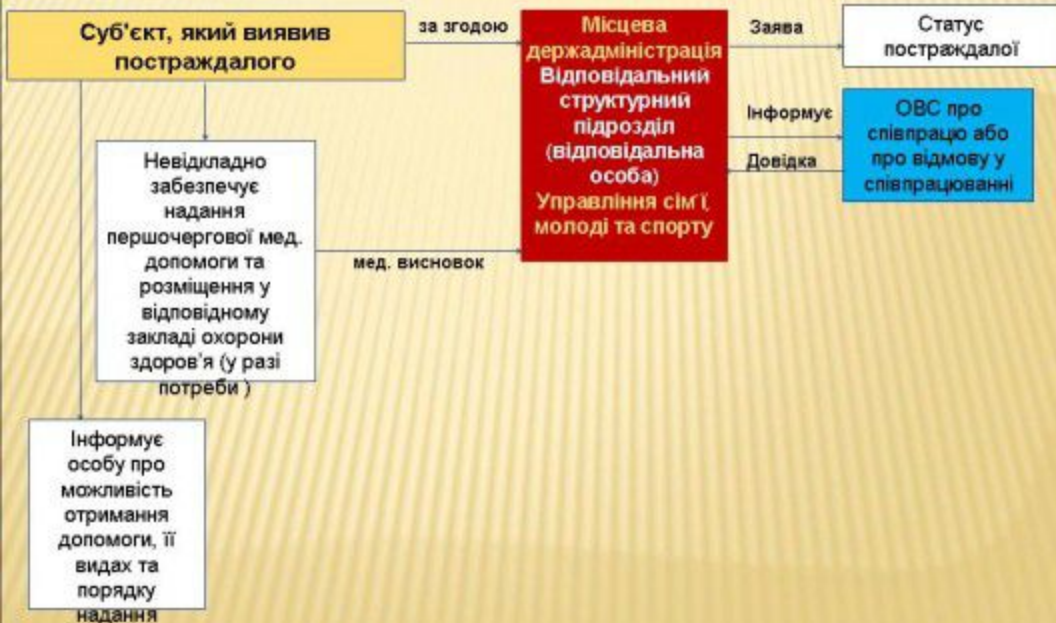 Суб'єкт, який виявив
постраждалого
за згодою
Місцева
держадміністрація
Відповідальний
структурний
підрозділ
(відповідальна
особа)
Управління сім'ї,
молоді та спорту
Заява
Статус
постраждалої
Інформує
Довідка
ОВС про
співпрацю або
про відмову у
співпрацюванні
Невідкладно
забезпечує
надання
першочергової мед.
допомоги та
розміщення у
відповідному
закладі охорони
здоров'я (у разі
потреби )
мед. висновок
Інформує
особу про
можливість
отримання
допомоги, її
видах та
порядку
надання